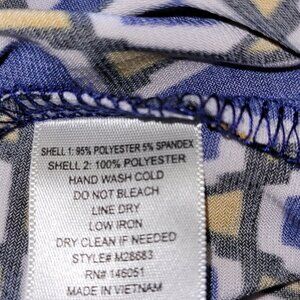 SHELL 1: 95% POLYESTER 5% SPANDEX
SHELL 2: 100% POLYESTER
HAND WASH COLD
DO NOT BLEACH
LINE DRY
LOW IRON
DRY CLEAN IF NEEDED
STYLE# M28683
RN# 146051
MADE IN VIETNAM